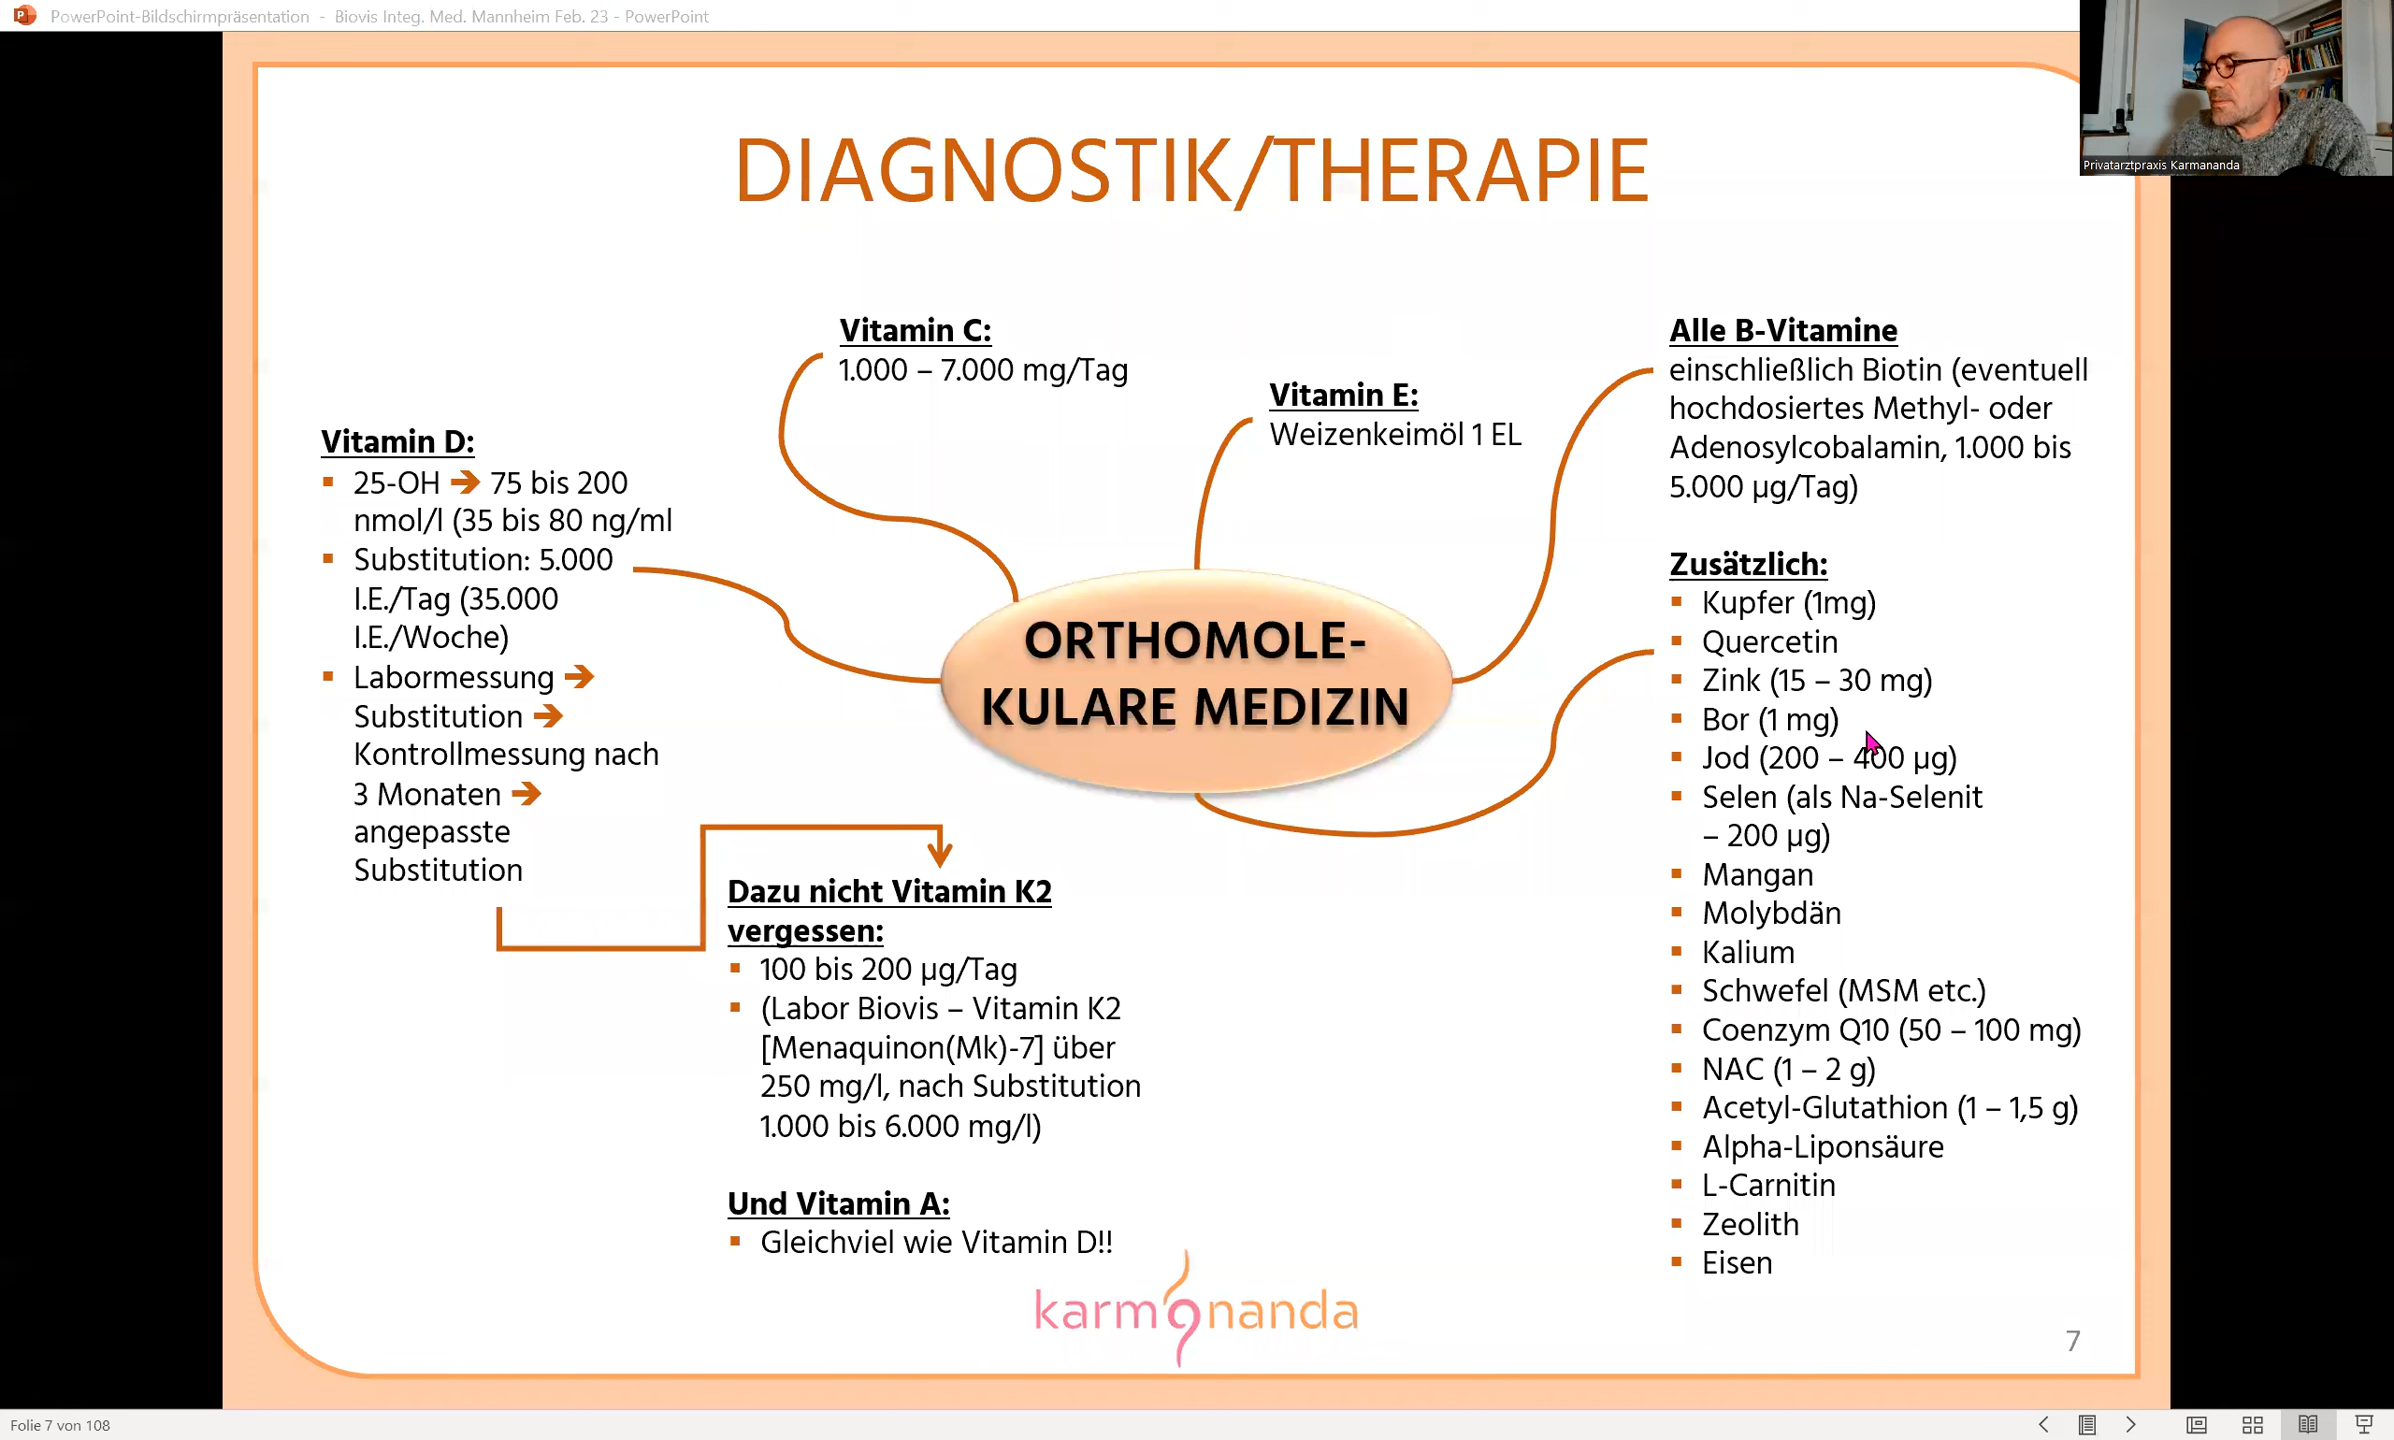 PowerPoint-Bildschirmpräsentation - Biovis Integ. Med. Mannheim Feb. 23 - PowerPoint
Privatarztpraxis Karmananda
DIAGNOSTIK/THERAPIE
Vitamin D:
25-OH → 75 bis 200
nmol/l (35 bis 80 ng/ml
Substitution: 5.000
I.E./Tag (35.000
I.E./Woche)
Labormessung →
Substitution →
Kontrollmessung nach
3 Monaten →
angepasste
Substitution
Vitamin C:
1.000 – 7.000 mg/Tag
Vitamin E:
Weizenkeimöl 1 EL
ORTHOMOLE-
KULARE MEDIZIN
Dazu nicht Vitamin K2
vergessen:
100 bis 200 µg/Tag
(Labor Biovis – Vitamin K2
[Menaquinon(Mk)-7] über
250 mg/l, nach Substitution
1.000 bis 6.000 mg/l)
Und Vitamin A:
Gleichviel wie Vitamin D!!
Alle B-Vitamine
einschließlich Biotin (eventuell
hochdosiertes Methyl- oder
Adenosylcobalamin, 1.000 bis
5.000 µg/Tag)
Zusätzlich:
Kupfer (1mg)
Quercetin
Zink (15 – 30 mg)
Bor (1 mg)
Jod (200 – 400 µg)
Selen (als Na-Selenit
– 200 µg)
Mangan
Molybdän
Kalium
Schwefel (MSM etc.)
Coenzym Q10 (50 – 100 mg)
NAC (1 – 2 g)
Acetyl-Glutathion (1 – 1,5 g)
Alpha-Liponsäure
L-Carnitin
Zeolith
Eisen
karmananda
7
Folie 7 von 108